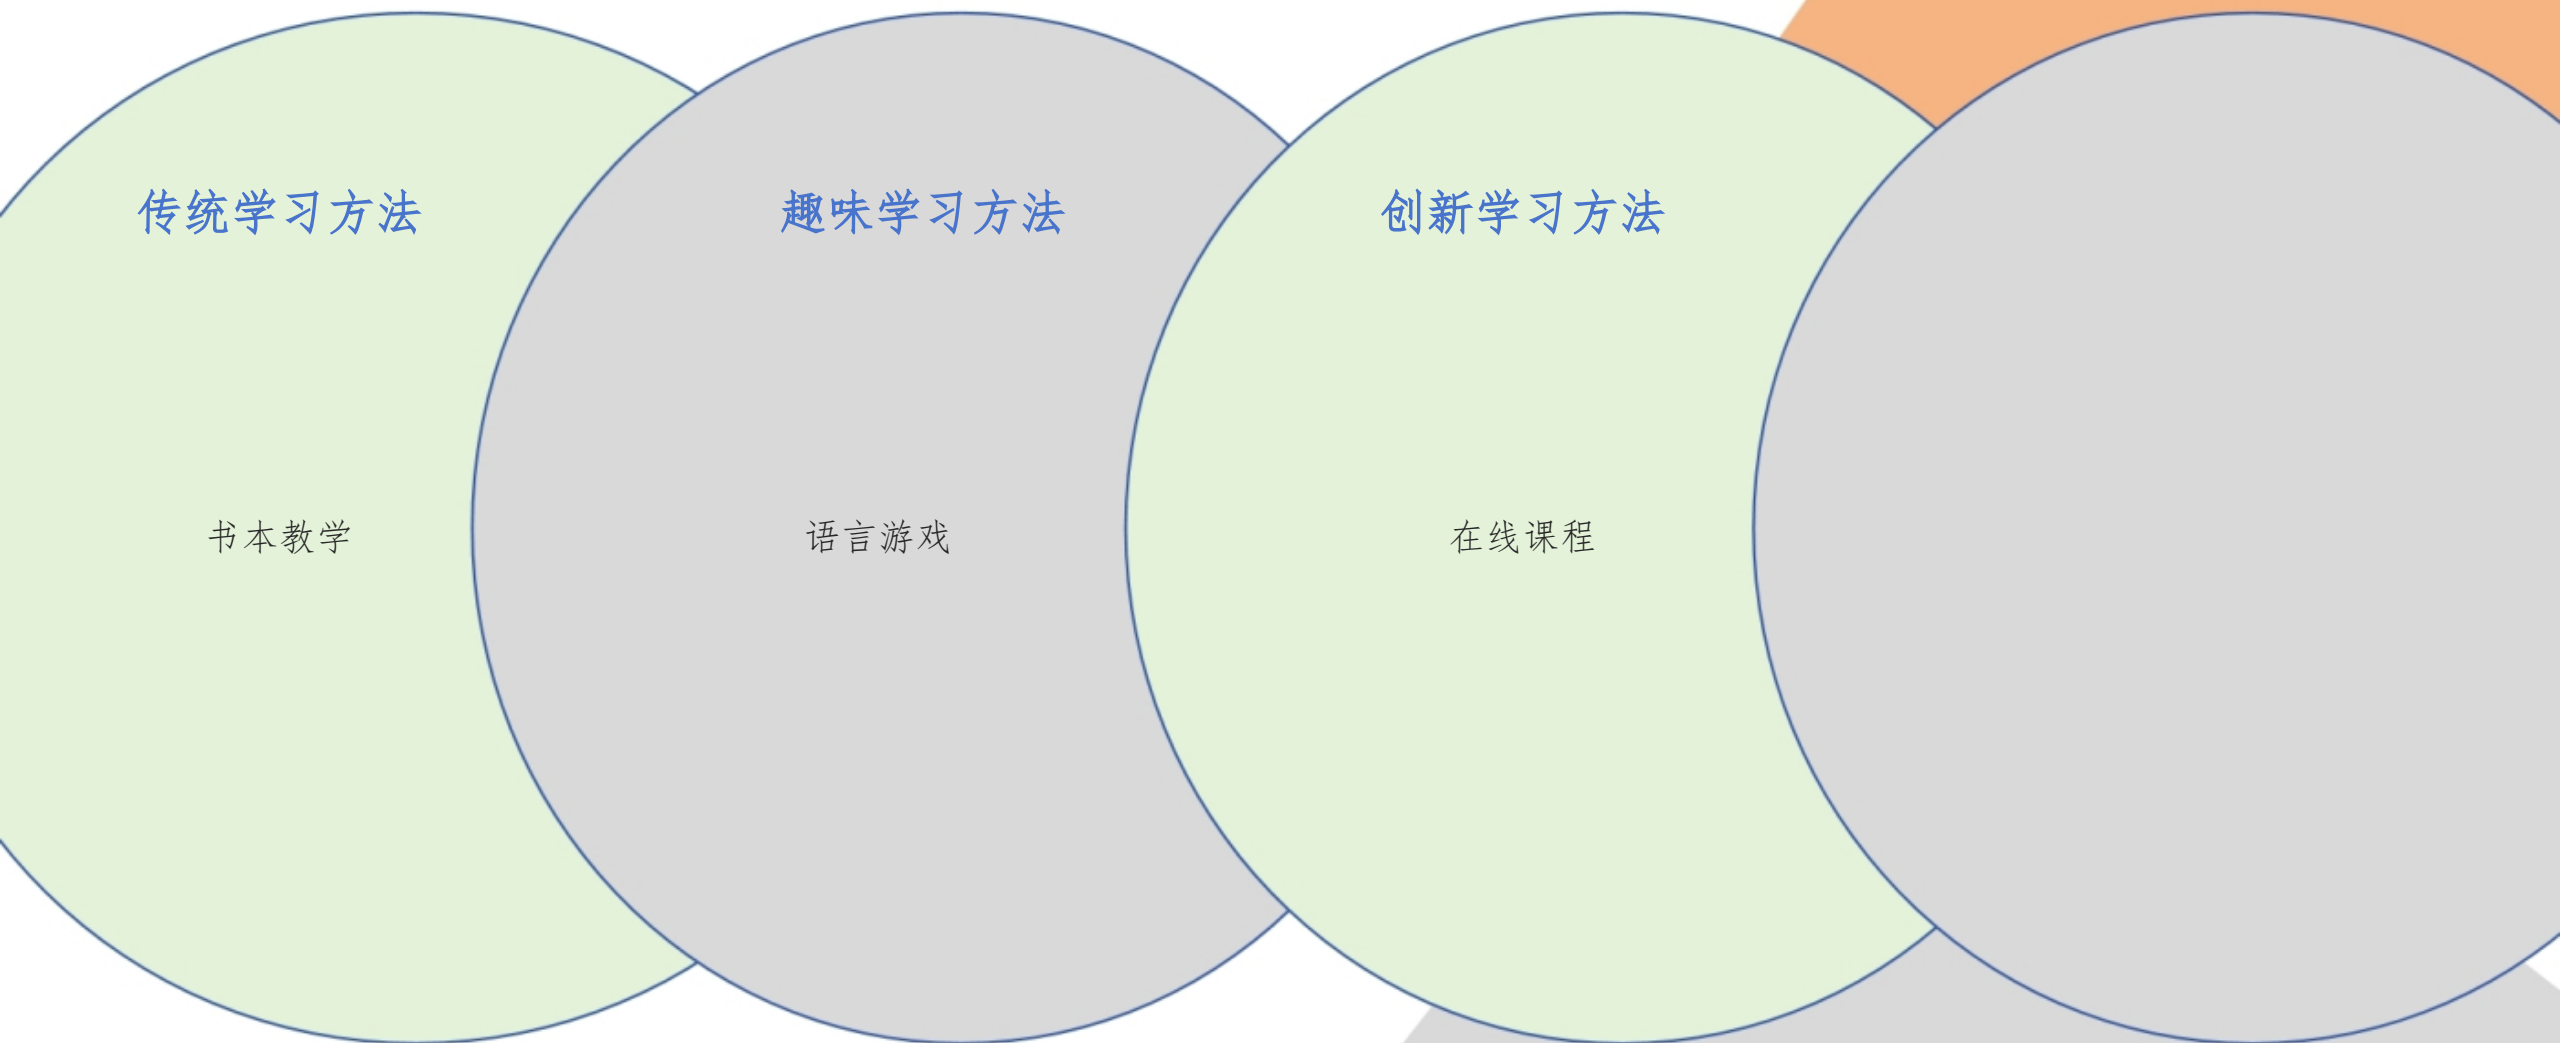 传统学习方法
趣味学习方法
创新学习方法
书本教学
语言游戏
在线课程